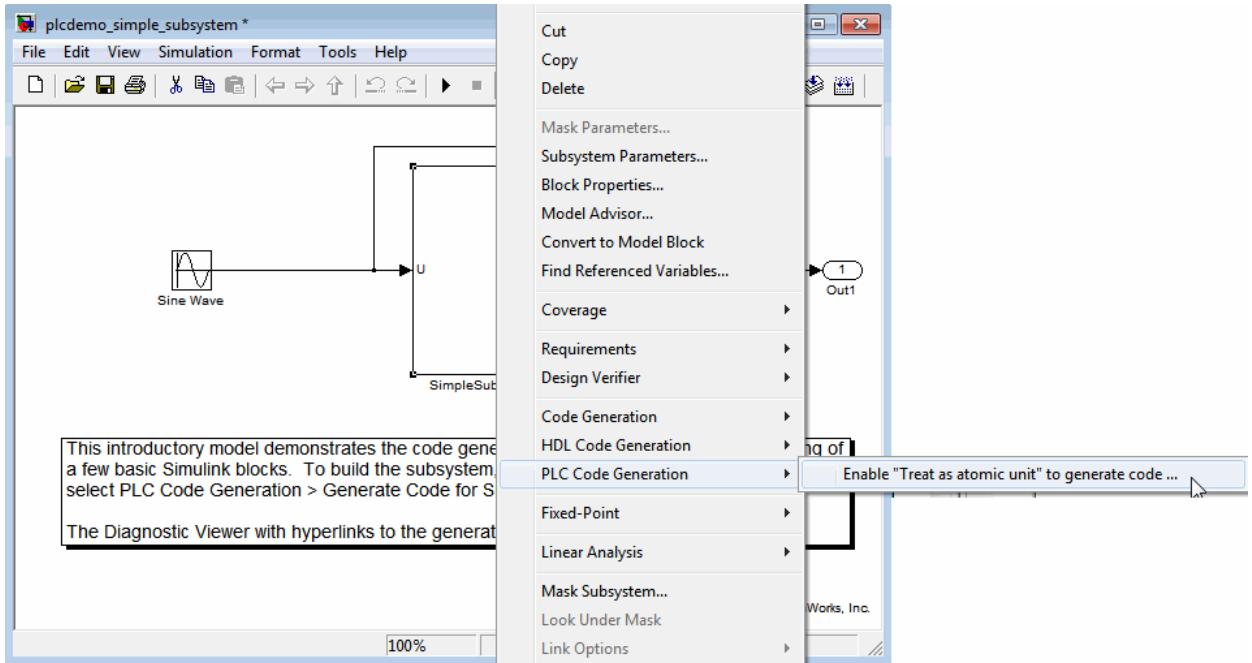 plcdemo_simple_subsystem *
File Edit View Simulation Format Tools Help
Cut
Copy
Delete
Mask Parameters...
Subsystem Parameters...
Block Properties...
Model Advisor...
Convert to Model Block
Find Referenced Variables...
Coverage
Requirements
Design Verifier
Code Generation
HDL Code Generation
PLC Code Generation
Enable "Treat as atomic unit" to generate code ...
Fixed-Point
Linear Analysis
Mask Subsystem...
Look Under Mask
Link Options
U
Sine Wave
1
Out1
SimpleSub
This introductory model demonstrates the code gene
ng of
a few basic Simulink blocks. To build the subsystem,
select PLC Code Generation > Generate Code for S
The Diagnostic Viewer with hyperlinks to the generat
Works, Inc.
100%